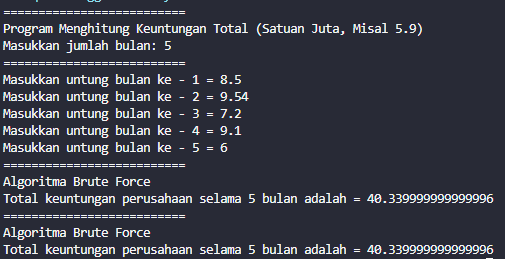 ==========================
Program Menghitung Keuntungan Total (Satuan Juta, Misal 5.9)
Masukkan jumlah bulan: 5
==========================
Masukkan untung bulan ke - 1 = 8.5
Masukkan untung bulan ke - 2 = 9.54
Masukkan untung bulan ke - 3 = 7.2
Masukkan untung bulan ke - 4 = 9.1
Masukkan untung bulan ke - 5 = 6
==========================
Algoritma Brute Force
Total keuntungan perusahaan selama 5 bulan adalah = 40.339999999999996
==========================
Algoritma Brute Force
Total keuntungan perusahaan selama 5 bulan adalah = 40.339999999999996